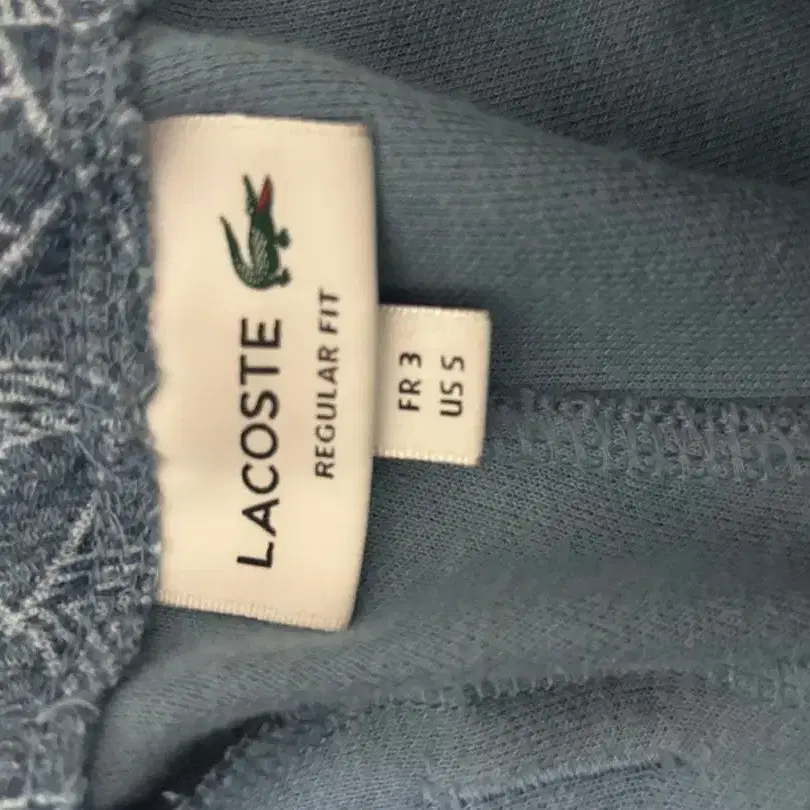 LACOSTE
REGULAR FIT
FR 3
US S